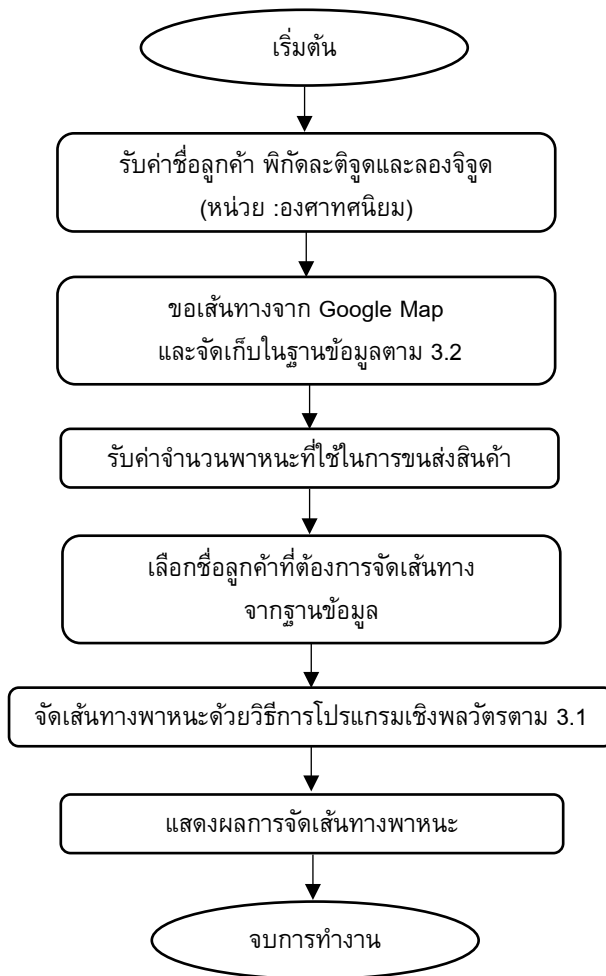 เริ่มต้น
รับค่าชื่อลูกค้า พิกัดละติจูดและลองจิจูด
(หน่วย :องศาทศนิยม)
ขอเส้นทางจาก Google Map
และจัดเก็บในฐานข้อมูลตาม 3.2
รับค่าจำนวนพาหนะที่ใช้ในการขนส่งสินค้า
เลือกชื่อลูกค้าที่ต้องการจัดเส้นทาง
จากฐานข้อมูล
จัดเส้นทางพาหนะด้วยวิธีการโปรแกรมเชิงพลวัตรตาม 3.1
แสดงผลการจัดเส้นทางพาหนะ
จบการทำงาน